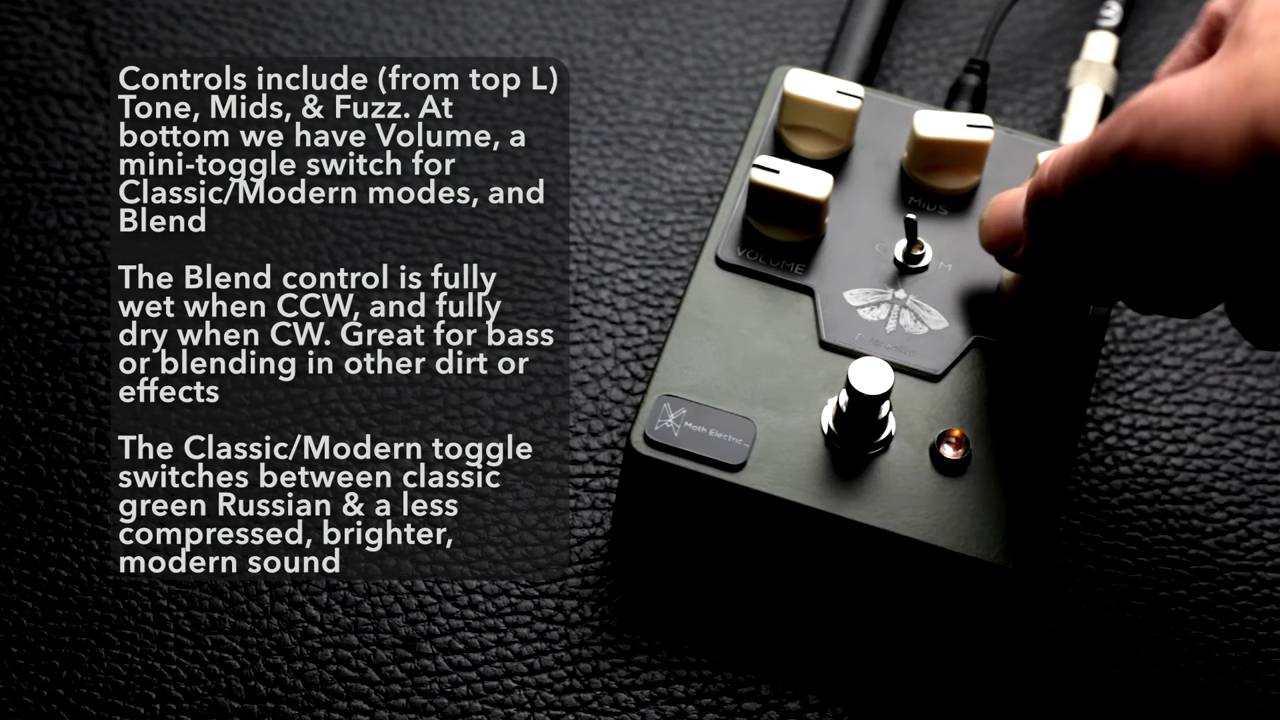 Controls include (from top L)
Tone, Mids, & Fuzz. At
bottom we have Volume, a
mini-toggle switch for
Classic/Modern modes, and
Blend
The Blend control is fully
wet when CCW, and fully
dry when CW. Great for bass
or blending in other dirt or
effects
The Classic/Modern toggle
switches between classic
green Russian & a less
compressed, brighter,
modern sound
MIDS
VOLUME
C M
Moth Electric